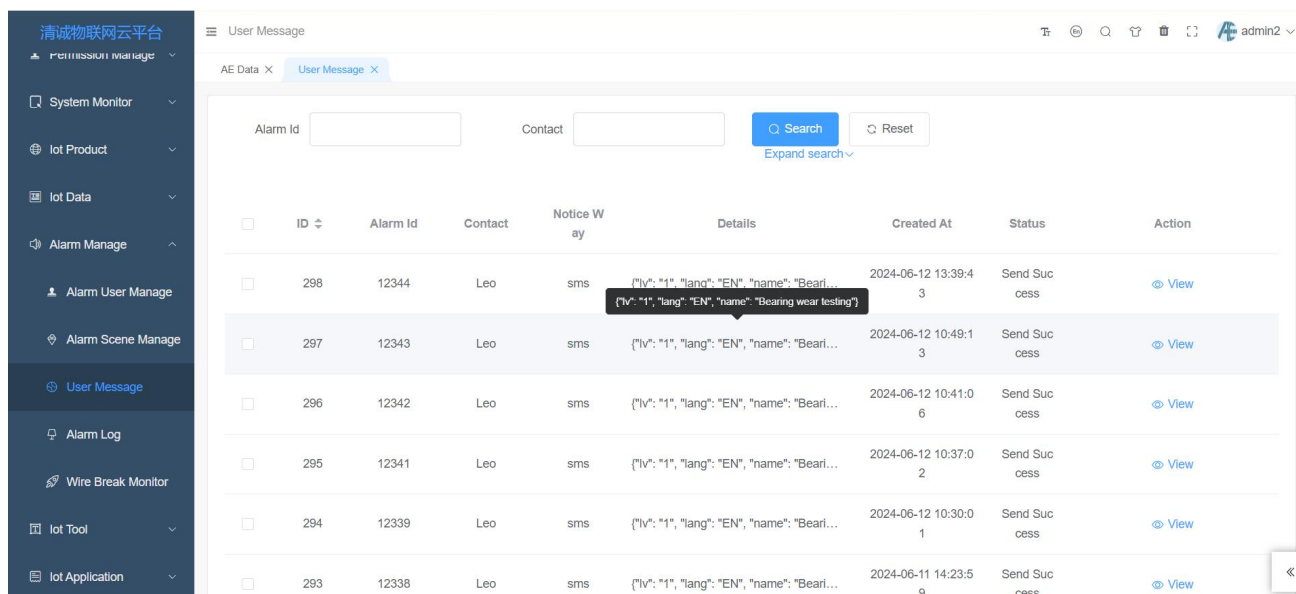 清诚物联网云平台
User Message
Tт
En
admin2
Permission Manage
System Monitor
Iot Product
Iot Data
Alarm Manage
Alarm User Manage
Alarm Scene Manage
User Message
Alarm Log
Wire Break Monitor
Iot Tool
Iot Application
AE Data
User Message
Alarm Id
Contact
Search
Reset
Expand search
ID Alarm Id Contact Notice W Details Created At Status Action
ay
298 12344 Leo sms {"lv": "1", "lang": "EN", "name": "Beari... 2024-06-12 13:39:4 Send Suc View
3 cess
{"lv": "1", "lang": "EN", "name": "Bearing wear testing"}
297 12343 Leo sms {"lv": "1", "lang": "EN", "name": "Beari... 2024-06-12 10:49:1 Send Suc View
3 cess
296 12342 Leo sms {"lv": "1", "lang": "EN", "name": "Beari... 2024-06-12 10:41:0 Send Suc View
6 cess
295 12341 Leo sms {"lv": "1", "lang": "EN", "name": "Beari... 2024-06-12 10:37:0 Send Suc View
2 cess
294 12339 Leo sms {"lv": "1", "lang": "EN", "name": "Beari... 2024-06-12 10:30:0 Send Suc View
1 cess
293 12338 Leo sms {"lv": "1", "lang": "EN", "name": "Beari... 2024-06-11 14:23:5 Send Suc View
9 cess